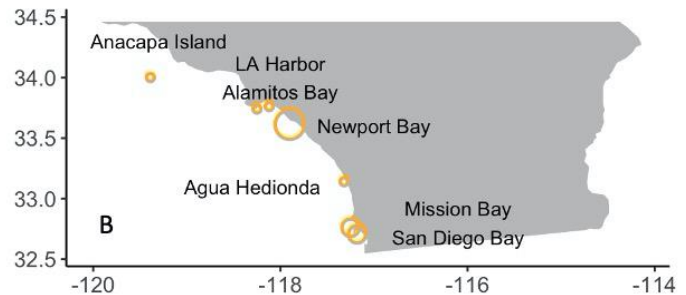 34.5
Anacapa Island
LA Harbor
34.0
Alamitos Bay
33.5
Newport Bay
Agua Hedionda
33.0
Mission Bay
B
San Diego Bay
32.5
-120 -118 -116 -114